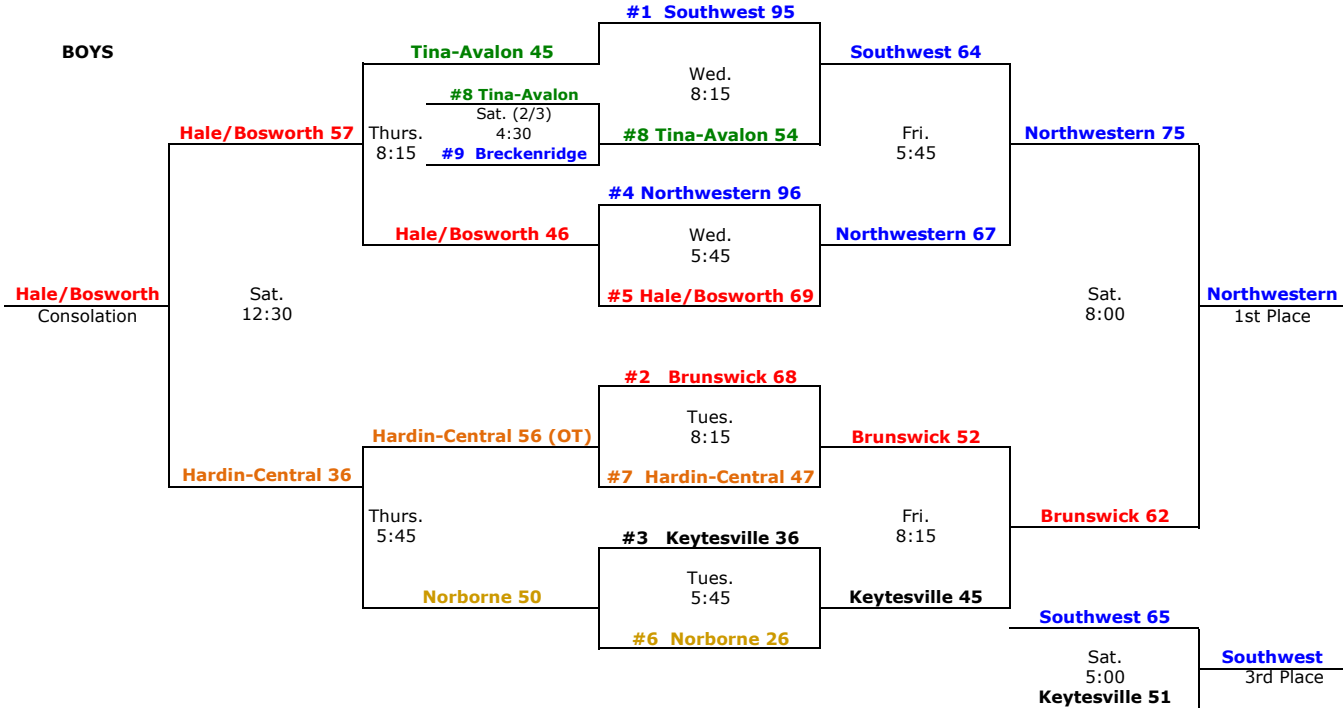 #1 Southwest 95
BOYS
Tina-Avalon 45
Southwest 64
Wed.
8:15
#8 Tina-Avalon
Sat. (2/3)
4:30
#9 Breckenridge
Hale/Bosworth 57
Thurs.
8:15
#8 Tina-Avalon 54
Fri.
5:45
Northwestern 75
#4 Northwestern 96
Hale/Bosworth 46
Wed.
5:45
Northwestern 67
#5 Hale/Bosworth 69
Hale/Bosworth
Consolation
Sat.
12:30
Sat.
8:00
Northwestern
1st Place
#2 Brunswick 68
Hardin-Central 56 (OT)
Tues.
8:15
Brunswick 52
Hardin-Central 36
#7 Hardin-Central 47
Thurs.
5:45
Fri.
8:15
Brunswick 62
#3 Keytesville 36
Tues.
5:45
Norborne 50
Keytesville 45
#6 Norborne 26
Southwest 65
Sat.
5:00
Keytesville 51
Southwest
3rd Place